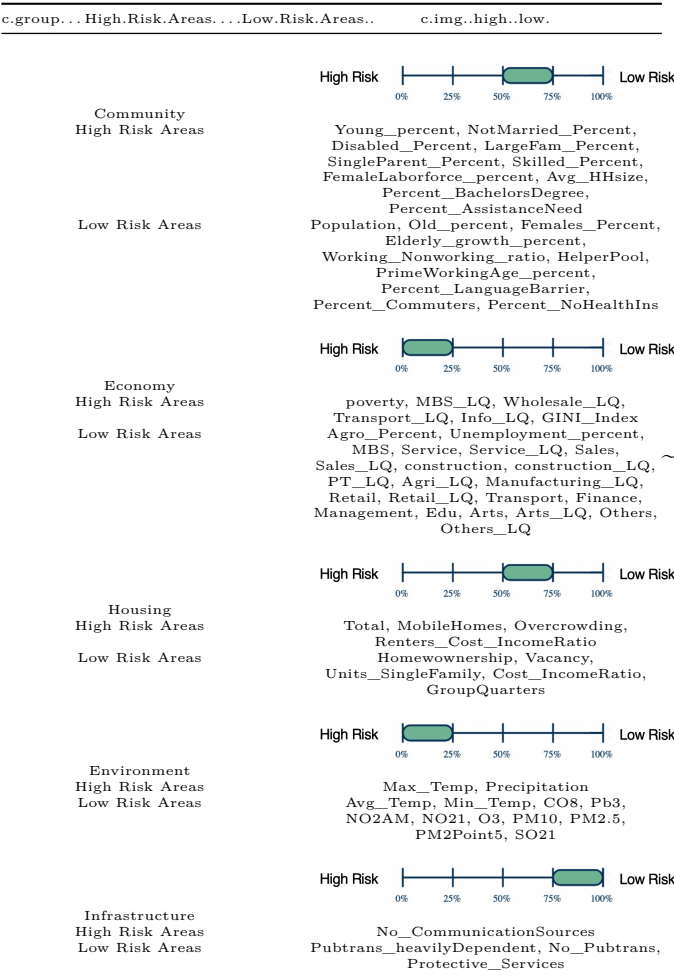 c.group...High.Risk.Areas....Low.Risk.Areas.. c.img..high..low.
High Risk Low Risk
0% 25% 50% 75% 100%
Community
High Risk Areas Young_percent, NotMarried_Percent,
Disabled_Percent, LargeFam_Percent,
SingleParent_Percent, Skilled_Percent,
FemaleLaborforce_percent, Avg_HHsize,
Percent_BachelorsDegree,
Percent_AssistanceNeed
Low Risk Areas Population, Old_percent, Females_Percent,
Elderly_growth_percent,
Working_Nonworking_ratio, HelperPool,
PrimeWorkingAge_percent,
Percent_LanguageBarrier,
Percent_Commuters, Percent_NoHealthIns
High Risk Low Risk
0% 25% 50% 75% 100%
Economy
High Risk Areas poverty, MBS_LQ, Wholesale_LQ,
Transport_LQ, Info_LQ, GINI_Index
Low Risk Areas Agro_Percent, Unemployment_percent,
MBS, Service, Service_LQ, Sales, ~
Sales_LQ, construction, construction_LQ,
PT_LQ, Agri_LQ, Manufacturing_LQ,
Retail, Retail_LQ, Transport, Finance,
Management, Edu, Arts, Arts_LQ, Others,
Others_LQ
High Risk Low Risk
0% 25% 50% 75% 100%
Housing
High Risk Areas Total, MobileHomes, Overcrowding,
Renters_Cost_IncomeRatio
Low Risk Areas Homewownership, Vacancy,
Units_SingleFamily, Cost_IncomeRatio,
GroupQuarters
High Risk Low Risk
0% 25% 50% 75% 100%
Environment
High Risk Areas Max_Temp, Precipitation
Low Risk Areas Avg_Temp, Min_Temp, CO8, Pb3,
NO2AM, NO21, O3, PM10, PM2.5,
PM2Point5, SO21
High Risk Low Risk
0% 25% 50% 75% 100%
Infrastructure
High Risk Areas No_CommunicationSources
Low Risk Areas Pubtrans_heavilyDependent, No_Pubtrans,
Protective_Services